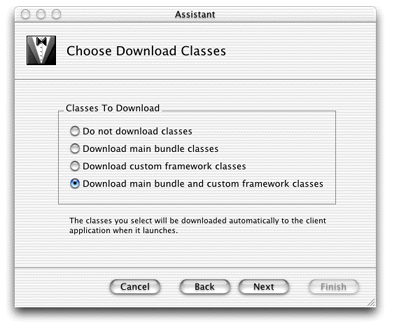 Assistant
Choose Download Classes
Classes To Download
Do not download classes
Download main bundle classes
Download custom framework classes
Download main bundle and custom framework classes
The classes you select will be downloaded automatically to the client
application when it launches.
Cancel
Back
Next
Finish